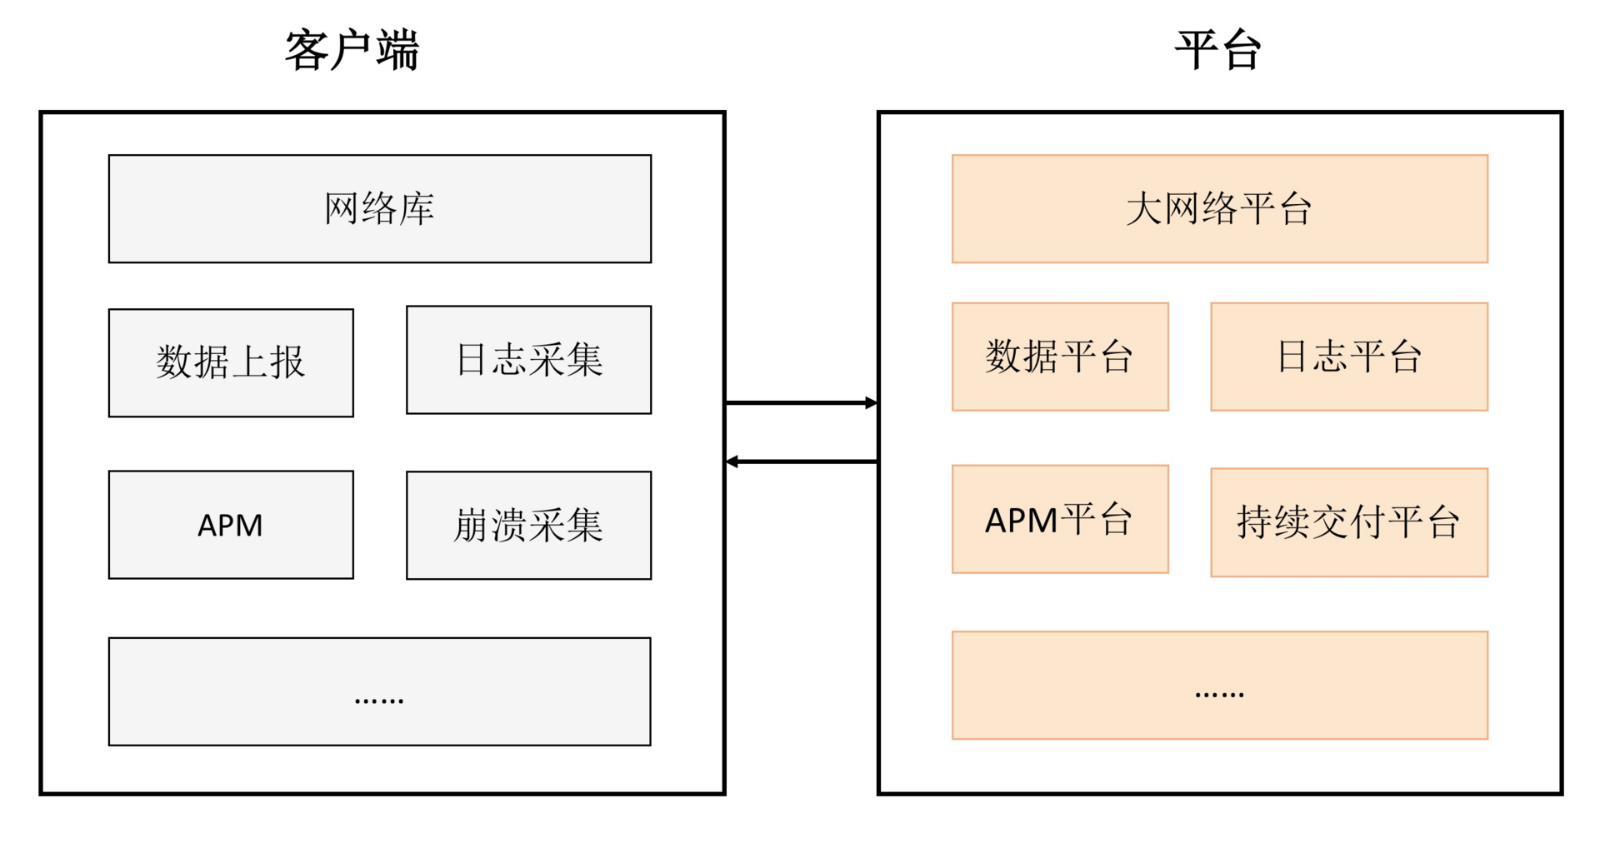 客户端
平台
网络库
数据上报
日志采集
APM
崩溃采集
……
大网络平台
数据平台
日志平台
APM平台
持续交付平台
……